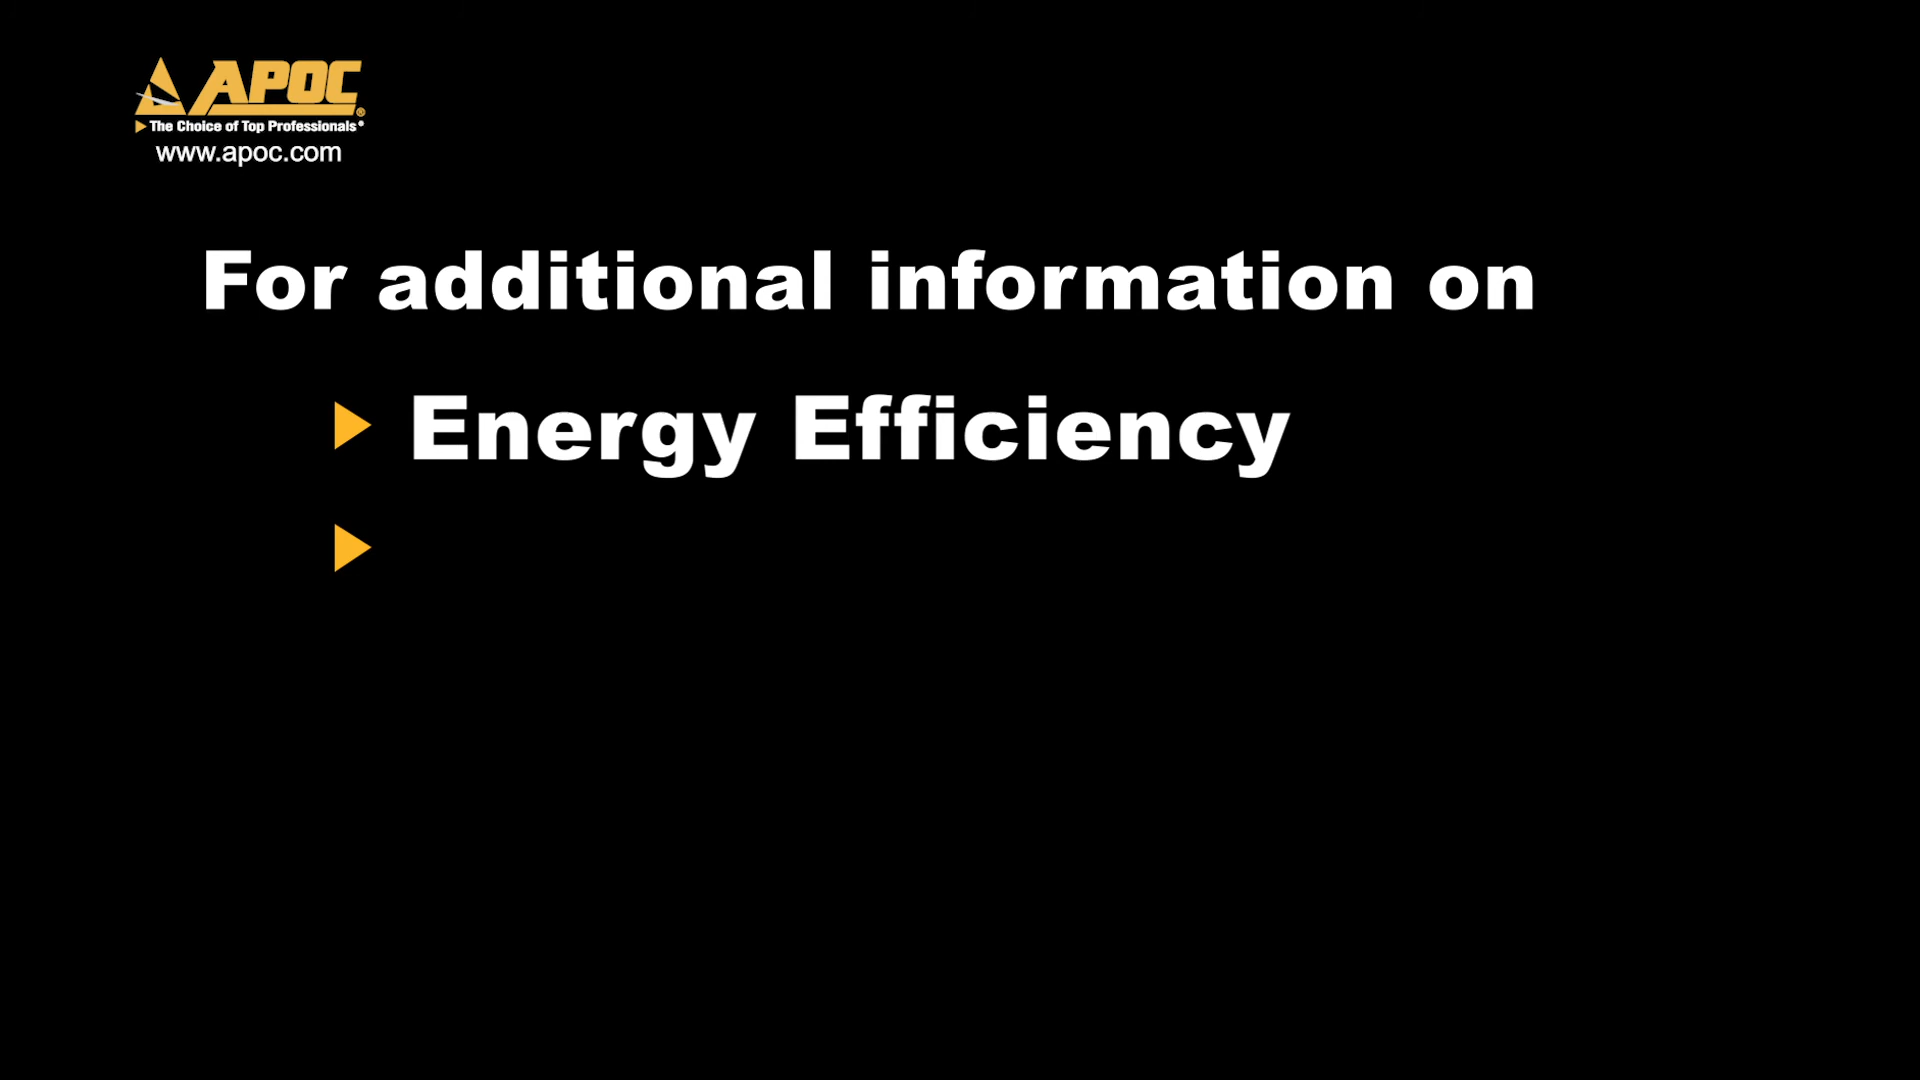 APOC®
The Choice of Top Professionals®
www.apoc.com
For additional information on
Energy Efficiency